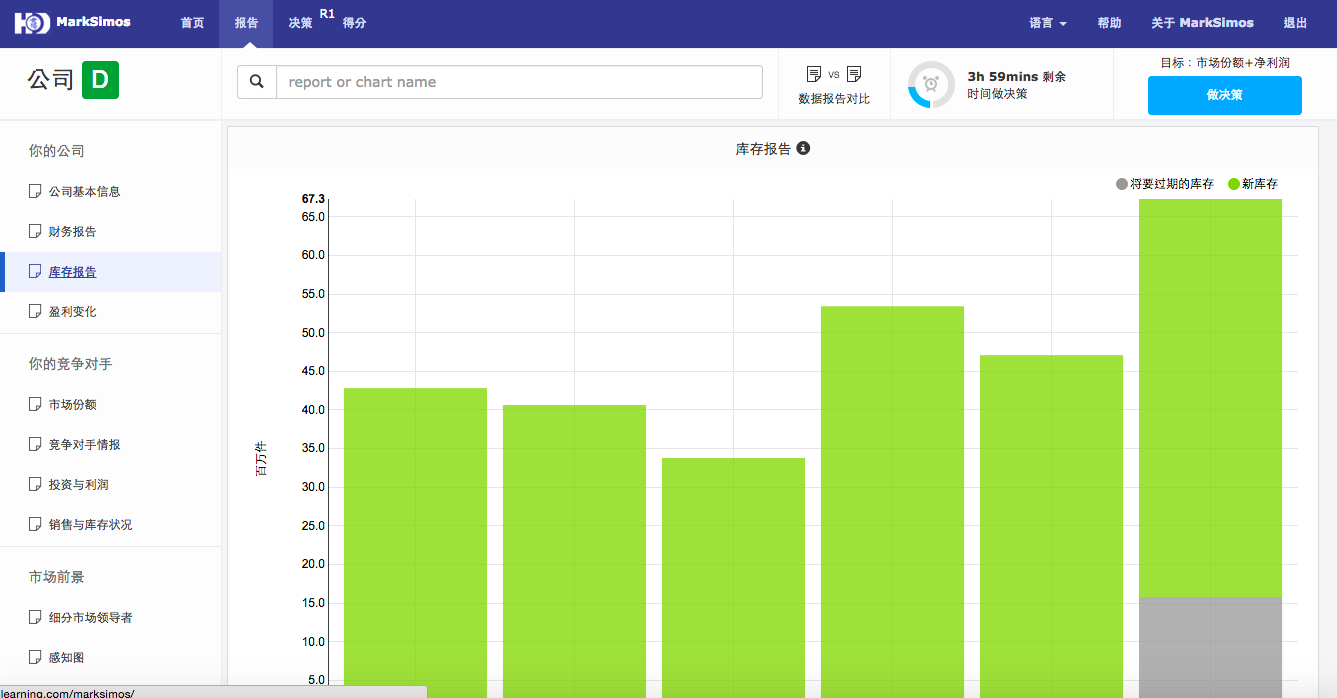 MarkSimos
首页
报告
决策
R1
得分
语言
帮助
关于 MarkSimos
退出
公司 D
report or chart name
VS
数据报告对比
3h 59mins 剩余
时间做决策
目标：市场份额+净利润
做决策
你的公司
公司基本信息
财务报告
库存报告
盈利变化
你的竞争对手
市场份额
竞争对手情报
投资与利润
销售与库存状况
市场前景
细分市场领导者
感知图
learning.com/marksimos/
库存报告
将要过期的库存
新库存
67.3
65.0
60.0
55.0
50.0
45.0
40.0
35.0
30.0
25.0
20.0
15.0
10.0
5.0
百万件